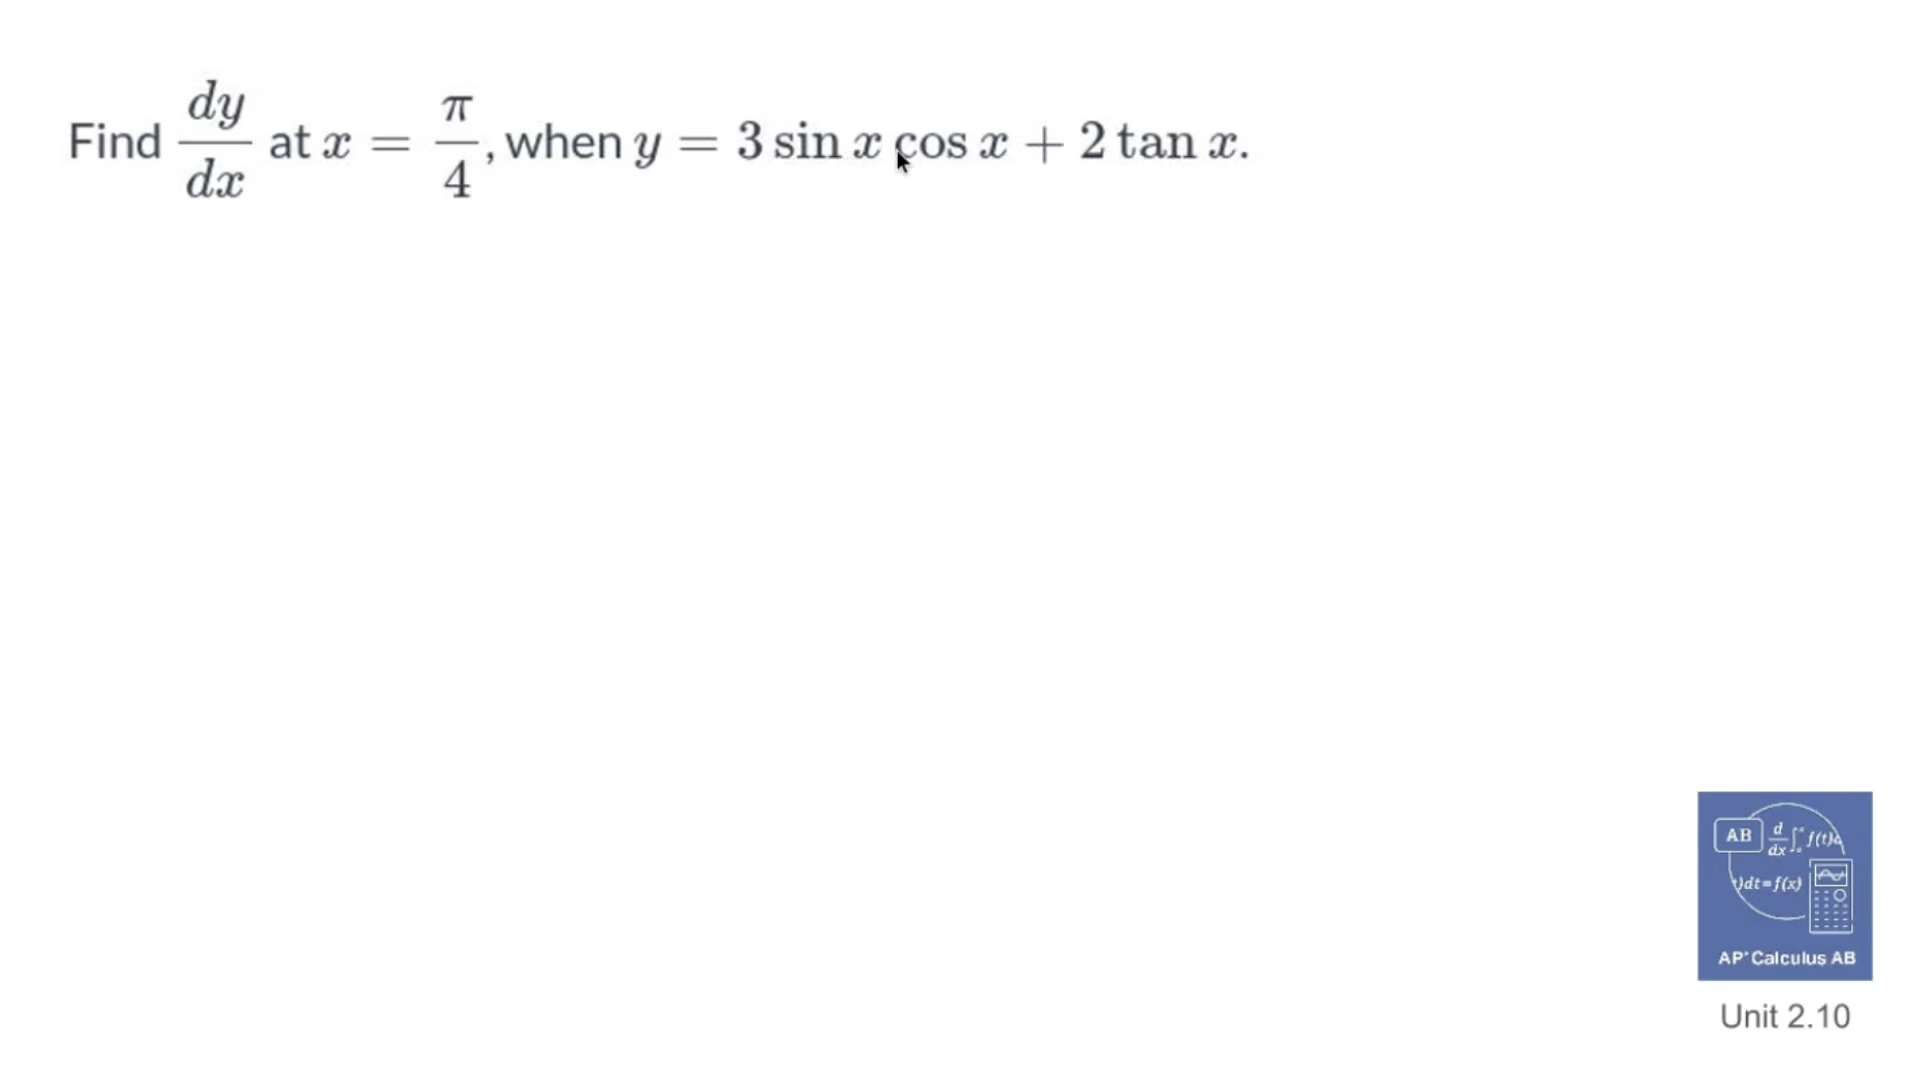 Find dy/dx at x = π/4, when y = 3 sin x cos x + 2 tan x.
AB d/dx ∫ f(t)d
t)dt=f(x)
AP® Calculus AB
Unit 2.10